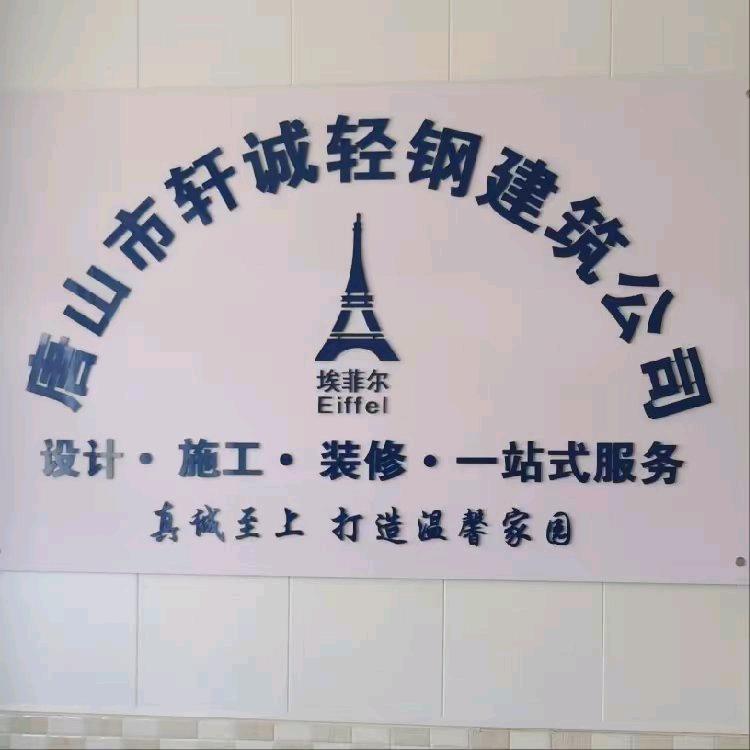 唐山市轩诚轻钢建筑公司
埃菲尔
Eiffel
设计·施工·装修·一站式服务
真诚至上 打造温馨家园